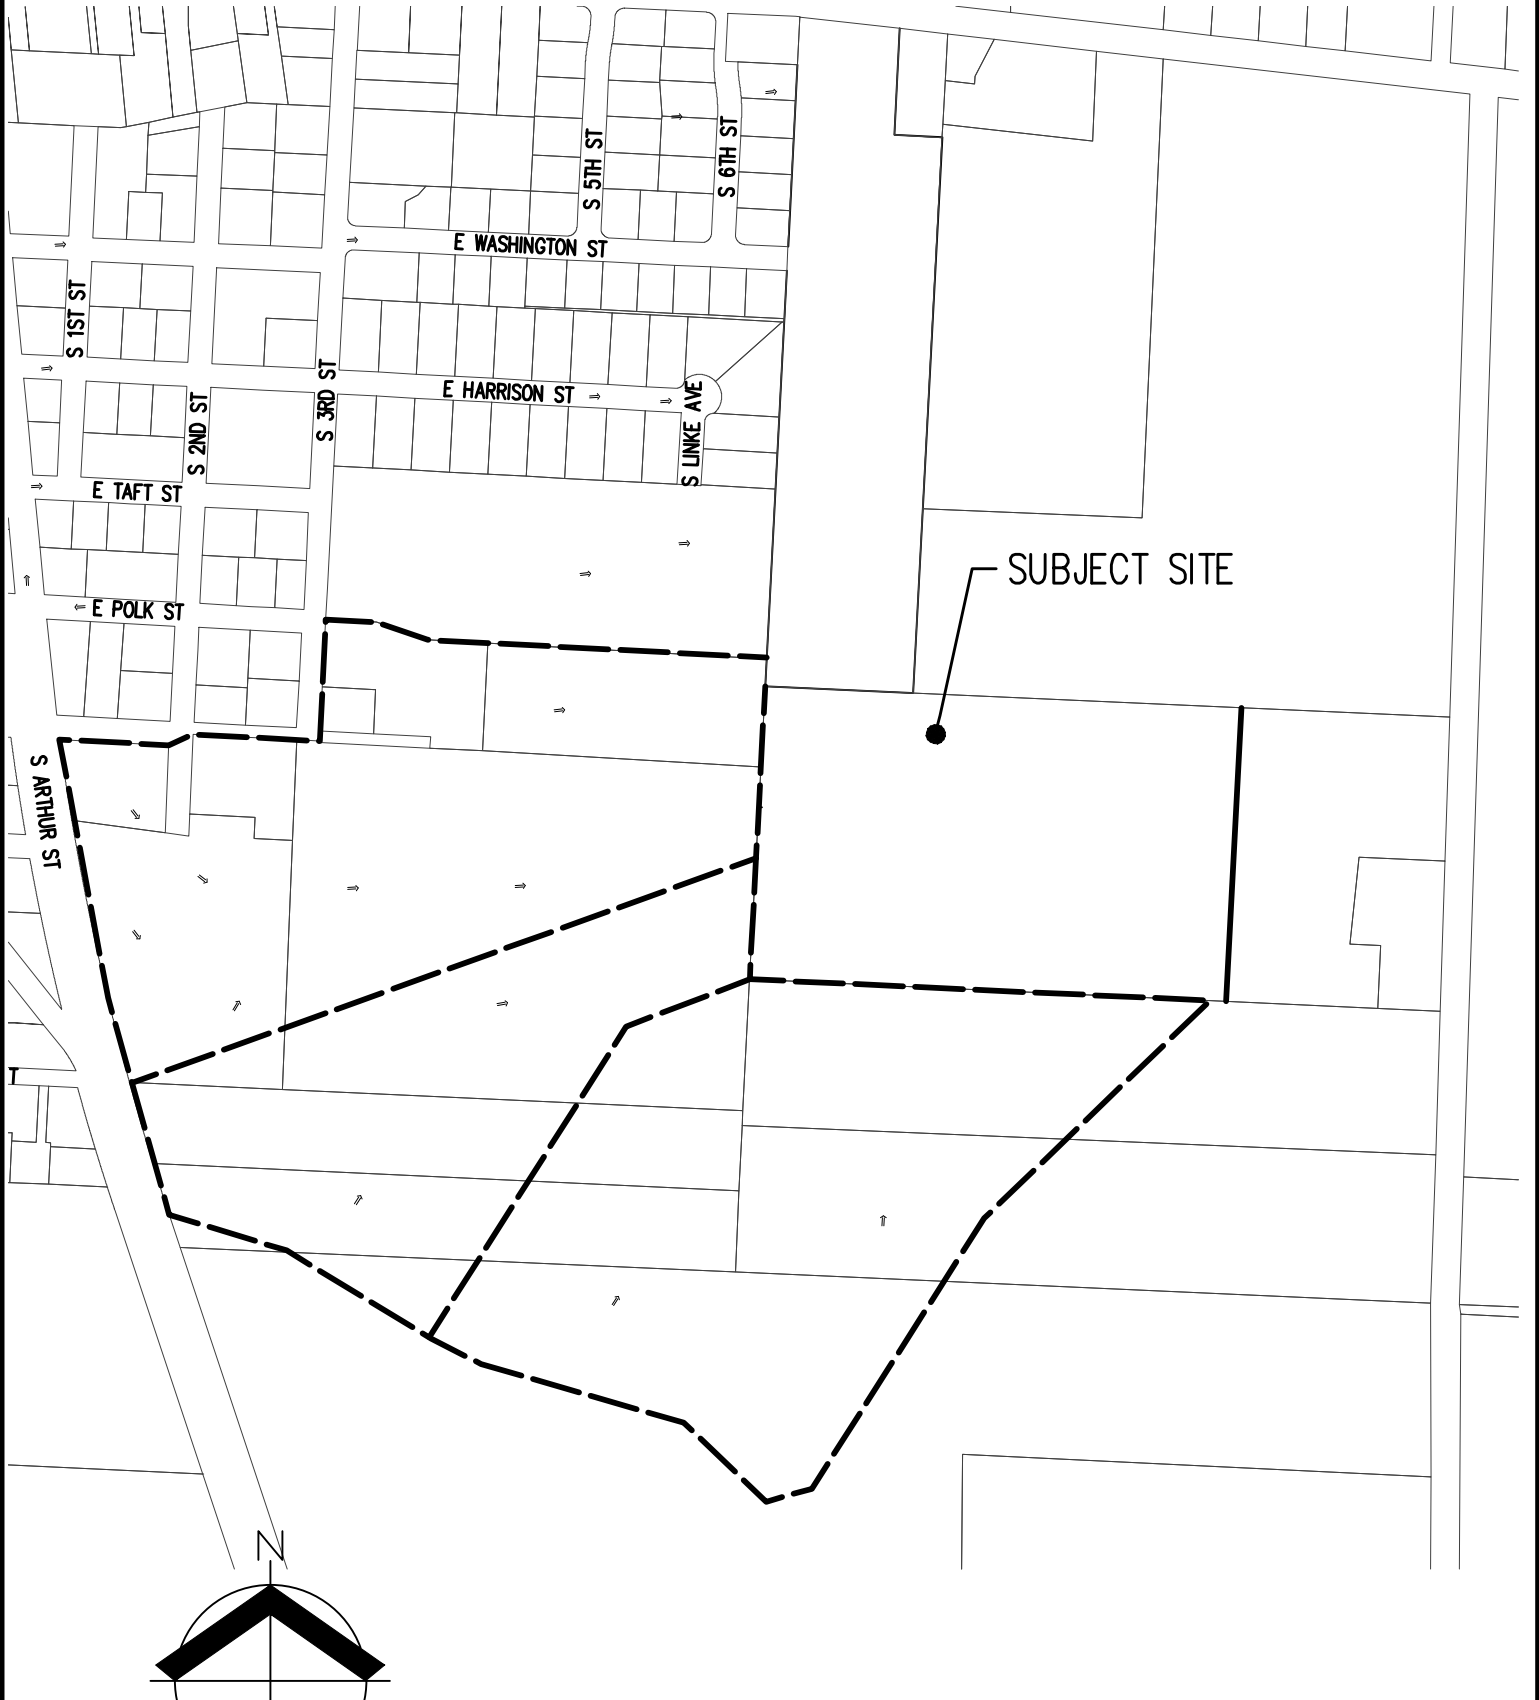 S 5TH ST
S 6TH ST
E WASHINGTON ST
S 1ST ST
S 2ND ST
S 3RD ST
E HARRISON ST
S LINKE AVE
E TAFT ST
SUBJECT SITE
E POLK ST
S ARTHUR ST
T
N